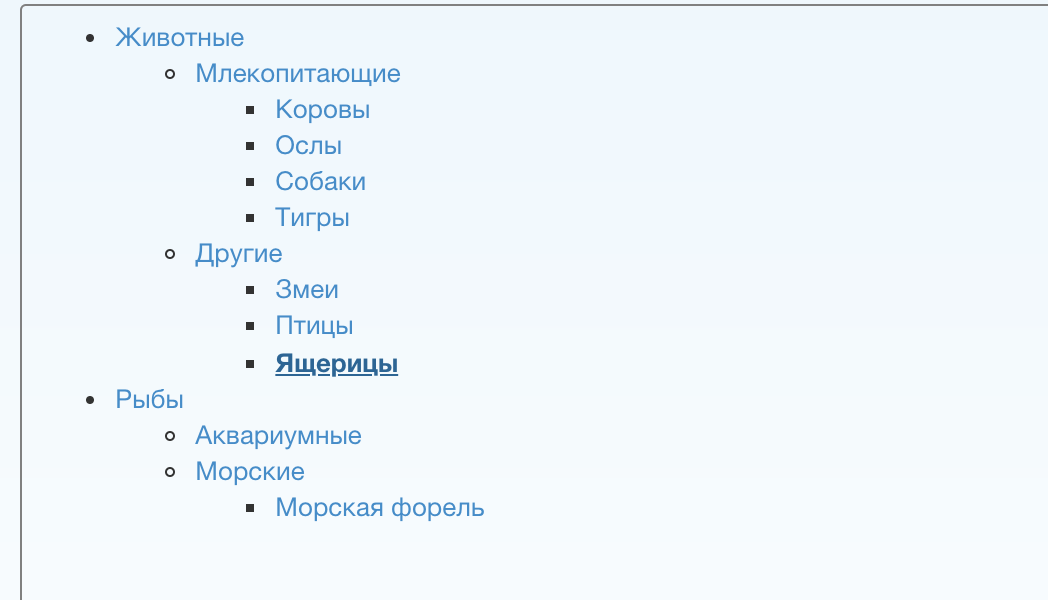 Животные
Млекопитающие
Коровы
Ослы
Собаки
Тигры
Другие
Змеи
Птицы
Ящерицы
Рыбы
Аквариумные
Морские
Морская форель